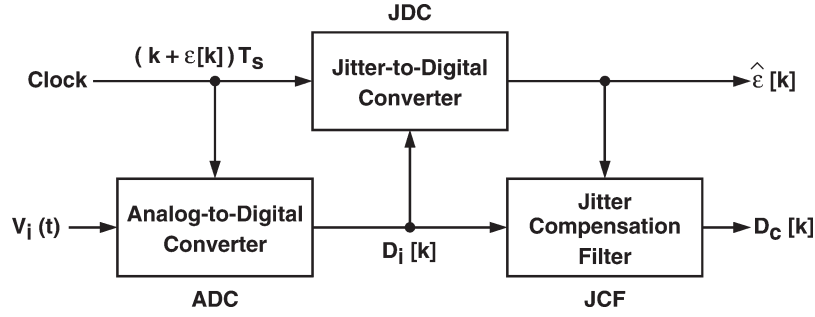 JDC
( k + ε[k] ) Ts
Clock
Jitter-to-Digital
Converter
ε̂ [k]
Vi (t)
Analog-to-Digital
Converter
Di [k]
Jitter
Compensation
Filter
Dc [k]
ADC
JCF